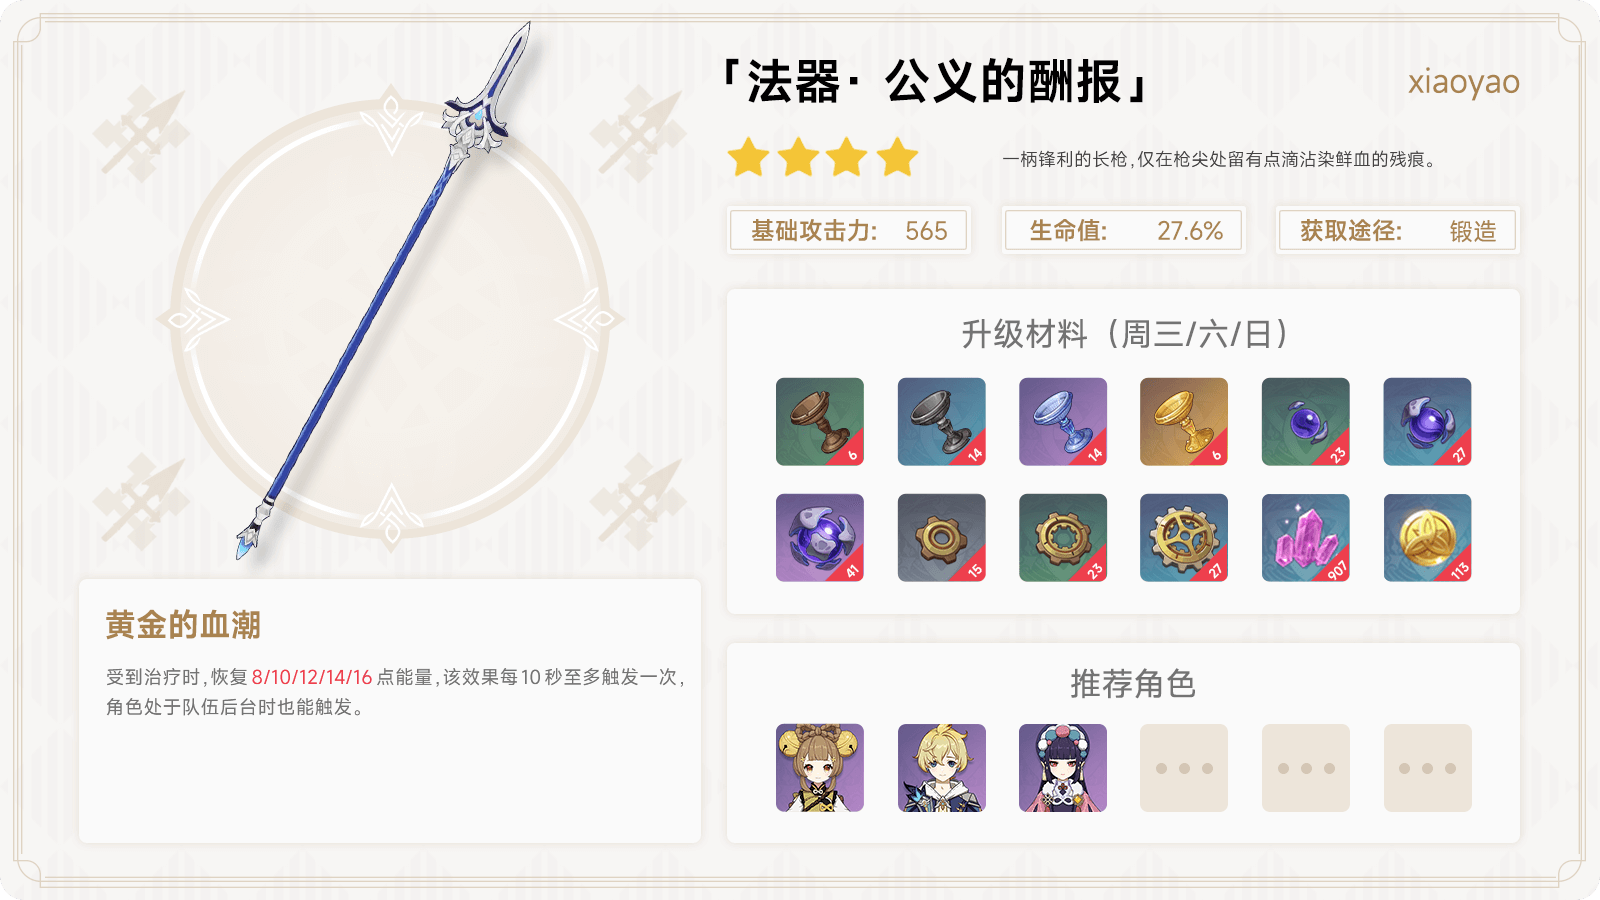 「法器· 公义的酬报」
xiaoyao
一柄锋利的长枪,仅在枪尖处留有点滴沾染鲜血的残痕。
基础攻击力: 565
生命值: 27.6%
获取途径: 锻造
升级材料（周三/六/日）
6
14
14
6
23
27
41
15
23
27
907
113
黄金的血潮
受到治疗时,恢复 8/10/12/14/16 点能量,该效果每10秒至多触发一次,
角色处于队伍后台时也能触发。
推荐角色